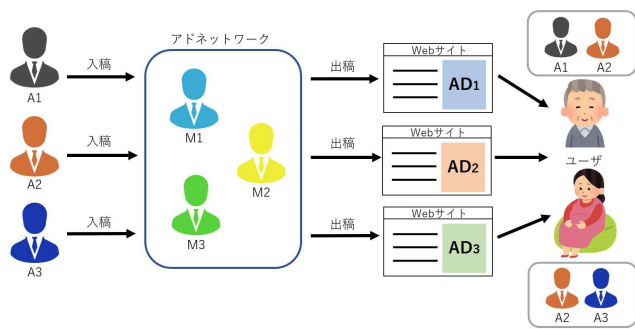 アドネットワーク
A1
入稿
A2
入稿
A3
入稿
M1
M2
M3
出稿
出稿
出稿
Webサイト
AD1
Webサイト
AD2
Webサイト
AD3
A1 A2
ユーザ
A2 A3